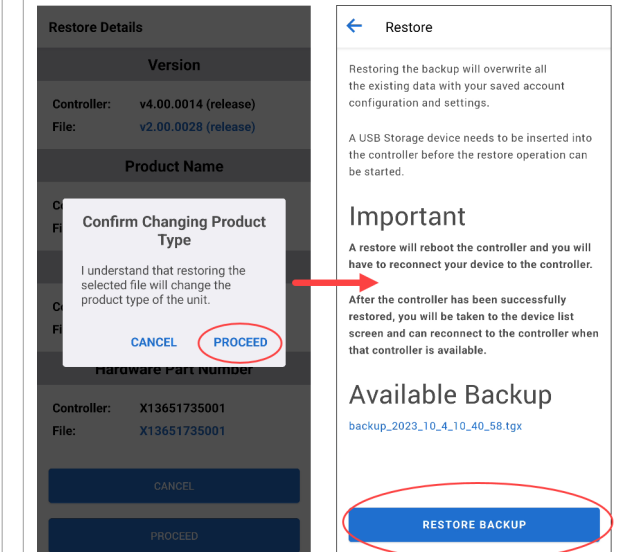 Restore Details
Version
Controller: v4.00.0014 (release)
File: v2.00.0028 (release)
Product Name
Confirm Changing Product
Type
I understand that restoring the
selected file will change the
product type of the unit.
CANCEL PROCEED
Hardware Part Number
Controller: X13651735001
File: X13651735001
CANCEL
PROCEED
Restore
Restoring the backup will overwrite all
the existing data with your saved account
configuration and settings.
A USB Storage device needs to be inserted into
the controller before the restore operation can
be started.
Important
A restore will reboot the controller and you will
have to reconnect your device to the controller.
After the controller has been successfully
restored, you will be taken to the device list
screen and can reconnect to the controller when
that controller is available.
Available Backup
backup_2023_10_4_10_40_58.tgx
RESTORE BACKUP